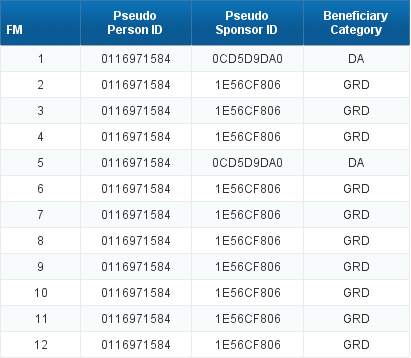 FM Pseudo Person ID Pseudo Sponsor ID Beneficiary Category
1 0116971584 0CD5D9DA0 DA
2 0116971584 1E56CF806 GRD
3 0116971584 1E56CF806 GRD
4 0116971584 1E56CF806 GRD
5 0116971584 0CD5D9DA0 DA
6 0116971584 1E56CF806 GRD
7 0116971584 1E56CF806 GRD
8 0116971584 1E56CF806 GRD
9 0116971584 1E56CF806 GRD
10 0116971584 1E56CF806 GRD
11 0116971584 1E56CF806 GRD
12 0116971584 1E56CF806 GRD